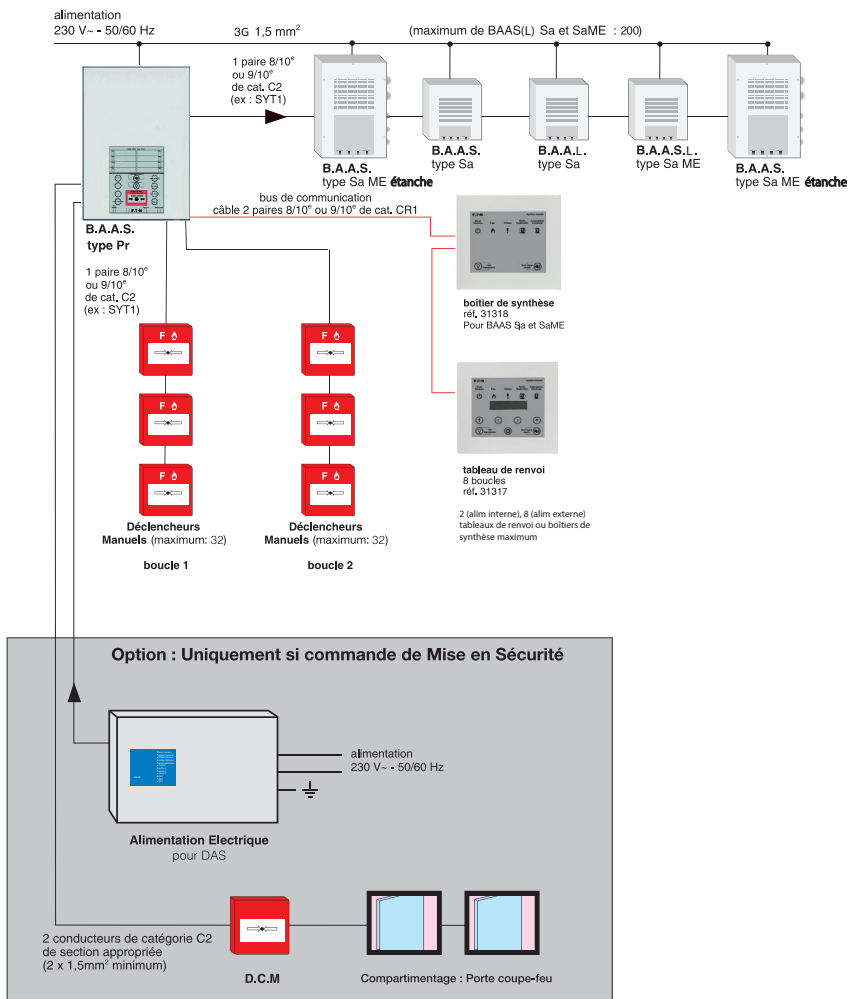 alimentation
230 V~ - 50/60 Hz
3G 1,5 mm²
(maximum de BAAS(L) Sa et SaME : 200)
1 paire 8/10°
ou 9/10°
de cat. C2
(ex : SYT1)
B.A.A.S.
type Sa ME étanche
B.A.A.S.
type Sa
B.A.A.L.
type Sa
B.A.A.S.L.
type Sa ME
B.A.A.S.
type Sa ME étanche
bus de communication
câble 2 paires 8/10° ou 9/10° de cat. CR1
B.A.A.S.
type Pr
1 paire 8/10°
ou 9/10°
de cat. C2
(ex : SYT1)
boîtier de synthèse
réf. 31318
Pour BAAS Sa et SaME
F
F
F
F
F
F
tableau de renvoi
8 boucles
réf. 31317
2 (alim interne), 8 (alim externe)
tableaux de renvoi ou boîtiers de
synthèse maximum
Déclencheurs
Manuels (maximum: 32)
boucle 1
Déclencheurs
Manuels (maximum: 32)
boucle 2
Option : Uniquement si commande de Mise en Sécurité
alimentation
230 V~ - 50/60 Hz
Alimentation Electrique
pour DAS
2 conducteurs de catégorie C2
de section appropriée
(2 x 1,5mm² minimum)
D.C.M
Compartimentage : Porte coupe-feu